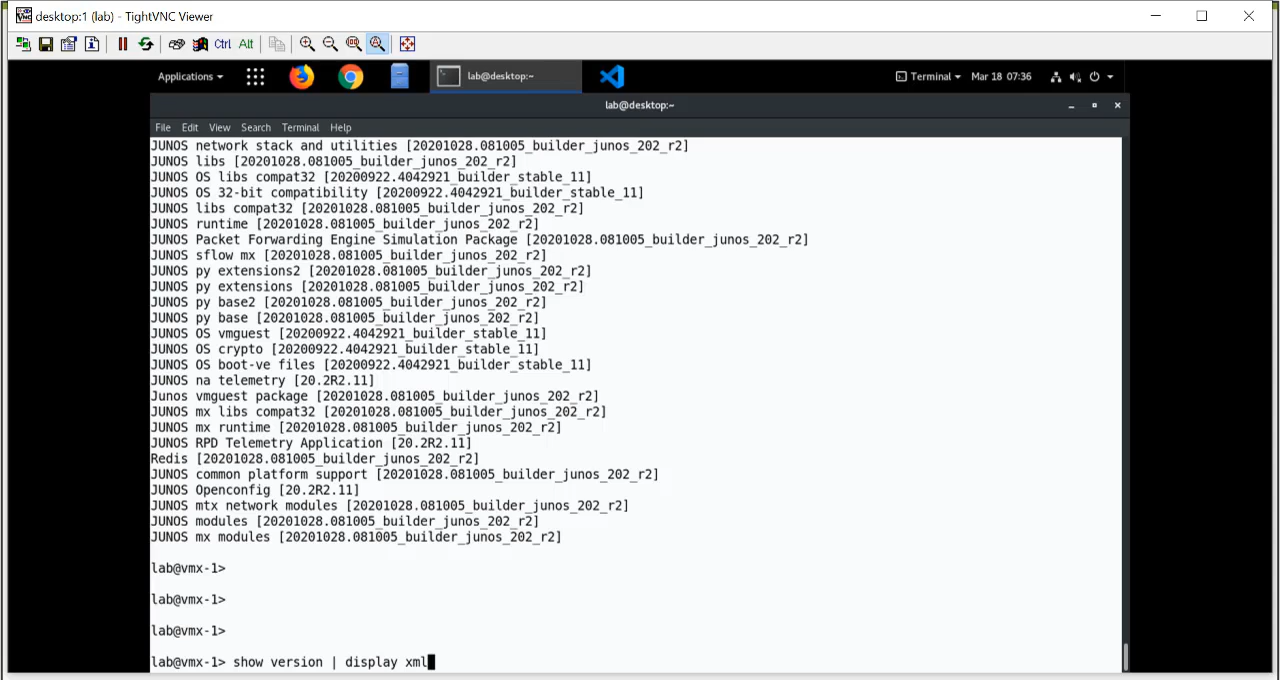 desktop:1 (lab) - TightVNC Viewer
Ctrl Alt
Applications lab@desktop:~ Terminal Mar 18 07:36
lab@desktop:~
File Edit View Search Terminal Help
JUNOS network stack and utilities [20201028.081005_builder_junos_202_r2]
JUNOS libs [20201028.081005_builder_junos_202_r2]
JUNOS OS libs compat32 [20200922.4042921_builder_stable_11]
JUNOS OS 32-bit compatibility [20200922.4042921_builder_stable_11]
JUNOS libs compat32 [20201028.081005_builder_junos_202_r2]
JUNOS runtime [20201028.081005_builder_junos_202_r2]
JUNOS Packet Forwarding Engine Simulation Package [20201028.081005_builder_junos_202_r2]
JUNOS sflow mx [20201028.081005_builder_junos_202_r2]
JUNOS py extensions2 [20201028.081005_builder_junos_202_r2]
JUNOS py extensions [20201028.081005_builder_junos_202_r2]
JUNOS py base2 [20201028.081005_builder_junos_202_r2]
JUNOS py base [20201028.081005_builder_junos_202_r2]
JUNOS OS vmguest [20200922.4042921_builder_stable_11]
JUNOS OS crypto [20200922.4042921_builder_stable_11]
JUNOS OS boot-ve files [20200922.4042921_builder_stable_11]
JUNOS na telemetry [20.2R2.11]
Junos vmguest package [20201028.081005_builder_junos_202_r2]
JUNOS mx libs compat32 [20201028.081005_builder_junos_202_r2]
JUNOS mx runtime [20201028.081005_builder_junos_202_r2]
JUNOS RPD Telemetry Application [20.2R2.11]
Redis [20201028.081005_builder_junos_202_r2]
JUNOS common platform support [20201028.081005_builder_junos_202_r2]
JUNOS Openconfig [20.2R2.11]
JUNOS mtx network modules [20201028.081005_builder_junos_202_r2]
JUNOS modules [20201028.081005_builder_junos_202_r2]
JUNOS mx modules [20201028.081005_builder_junos_202_r2]
lab@vmx-1>
lab@vmx-1>
lab@vmx-1>
lab@vmx-1> show version | display xml